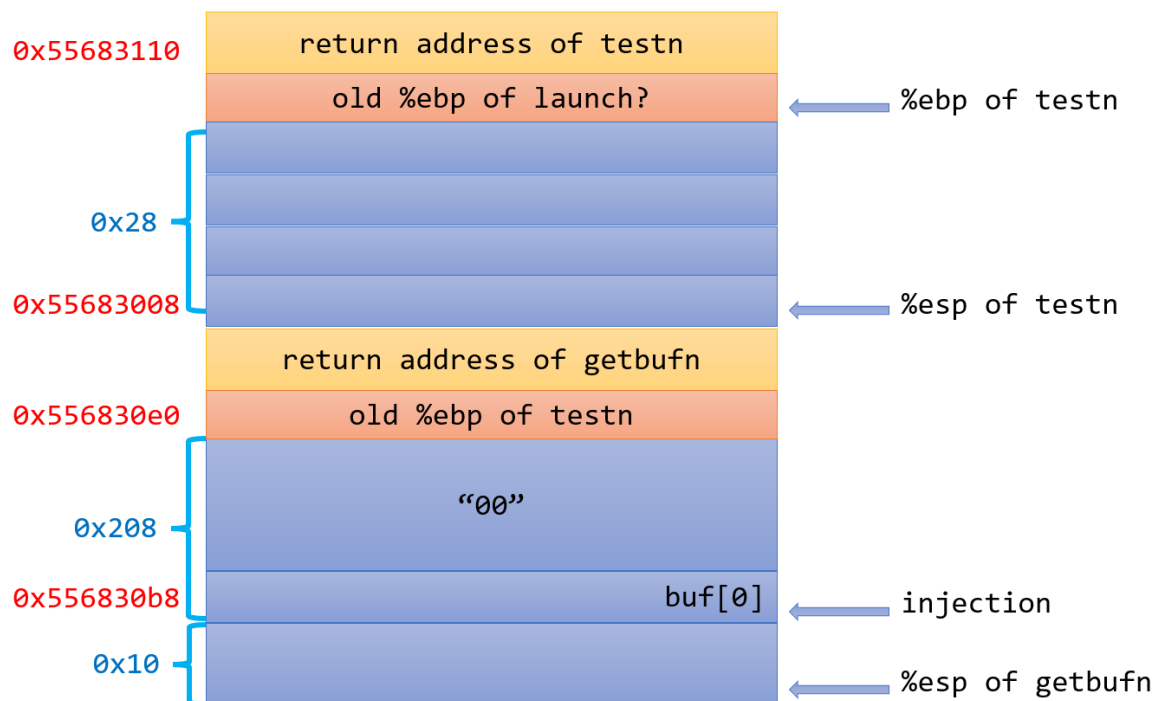 return address of testn
0x55683110
old %ebp of launch?
%ebp of testn
0x28
0x55683008
%esp of testn
return address of getbufn
0x556830e0
old %ebp of testn
“00”
0x208
0x556830b8
buf[0]
injection
0x10
%esp of getbufn